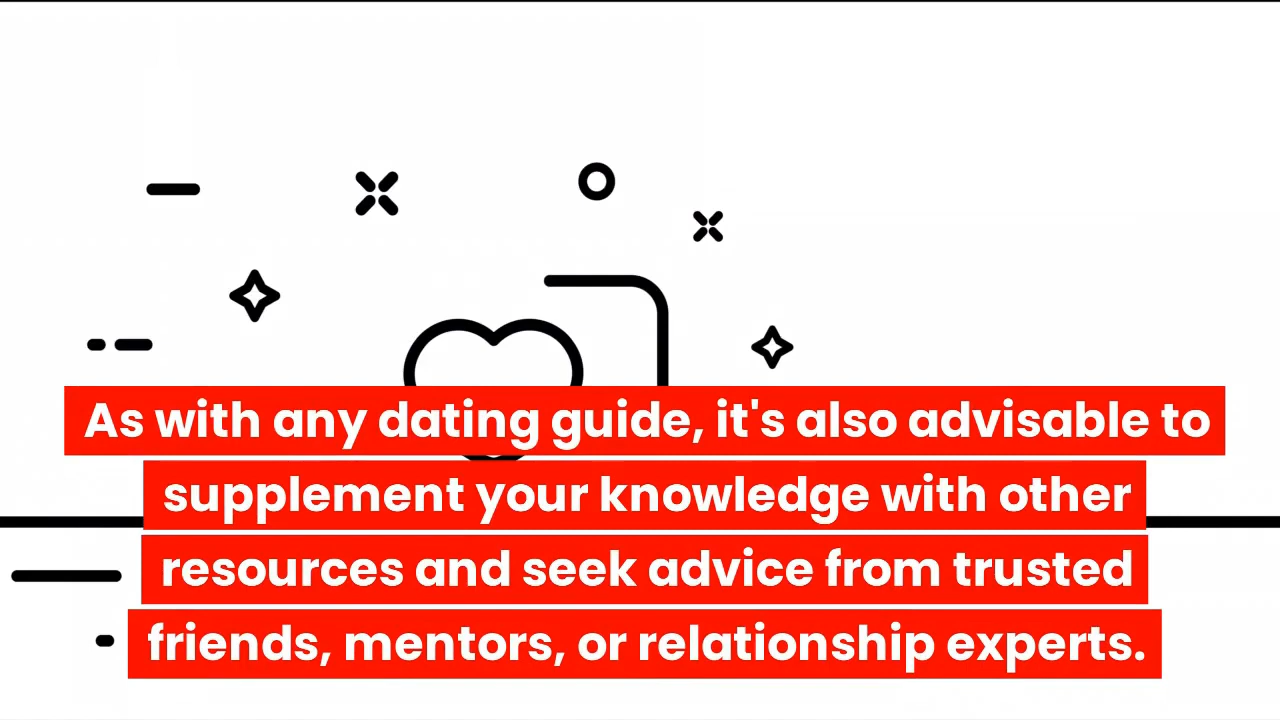 As with any dating guide, it's also advisable to
supplement your knowledge with other
resources and seek advice from trusted
friends, mentors, or relationship experts.